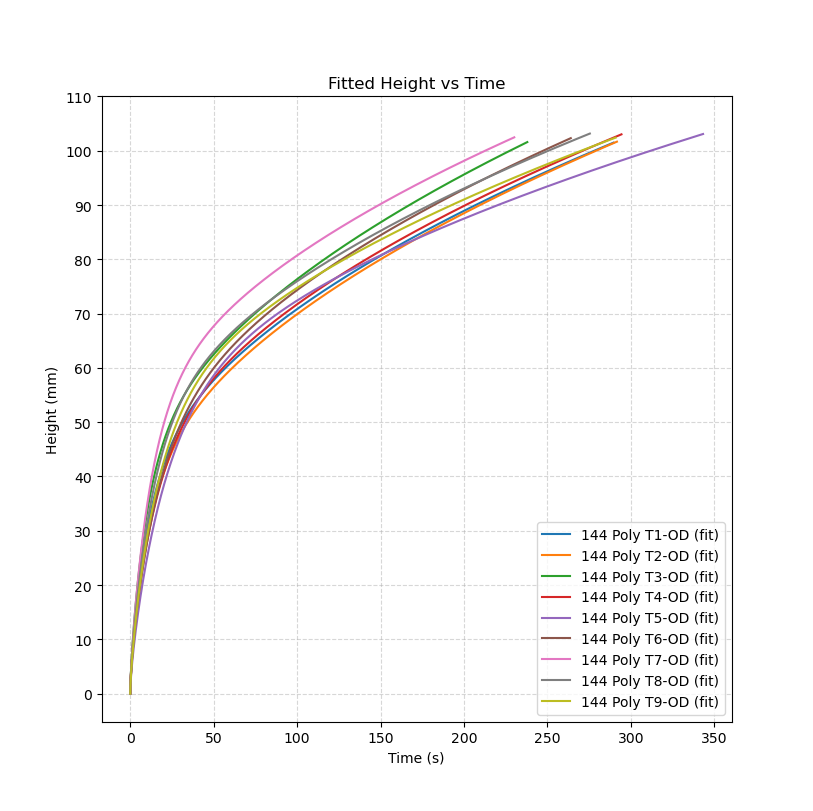 Fitted Height vs Time
110
100
90
80
70
60
50
40
30
20
10
0
Height (mm)
144 Poly T1-OD (fit)
144 Poly T2-OD (fit)
144 Poly T3-OD (fit)
144 Poly T4-OD (fit)
144 Poly T5-OD (fit)
144 Poly T6-OD (fit)
144 Poly T7-OD (fit)
144 Poly T8-OD (fit)
144 Poly T9-OD (fit)
0 50 100 150 200 250 300 350
Time (s)